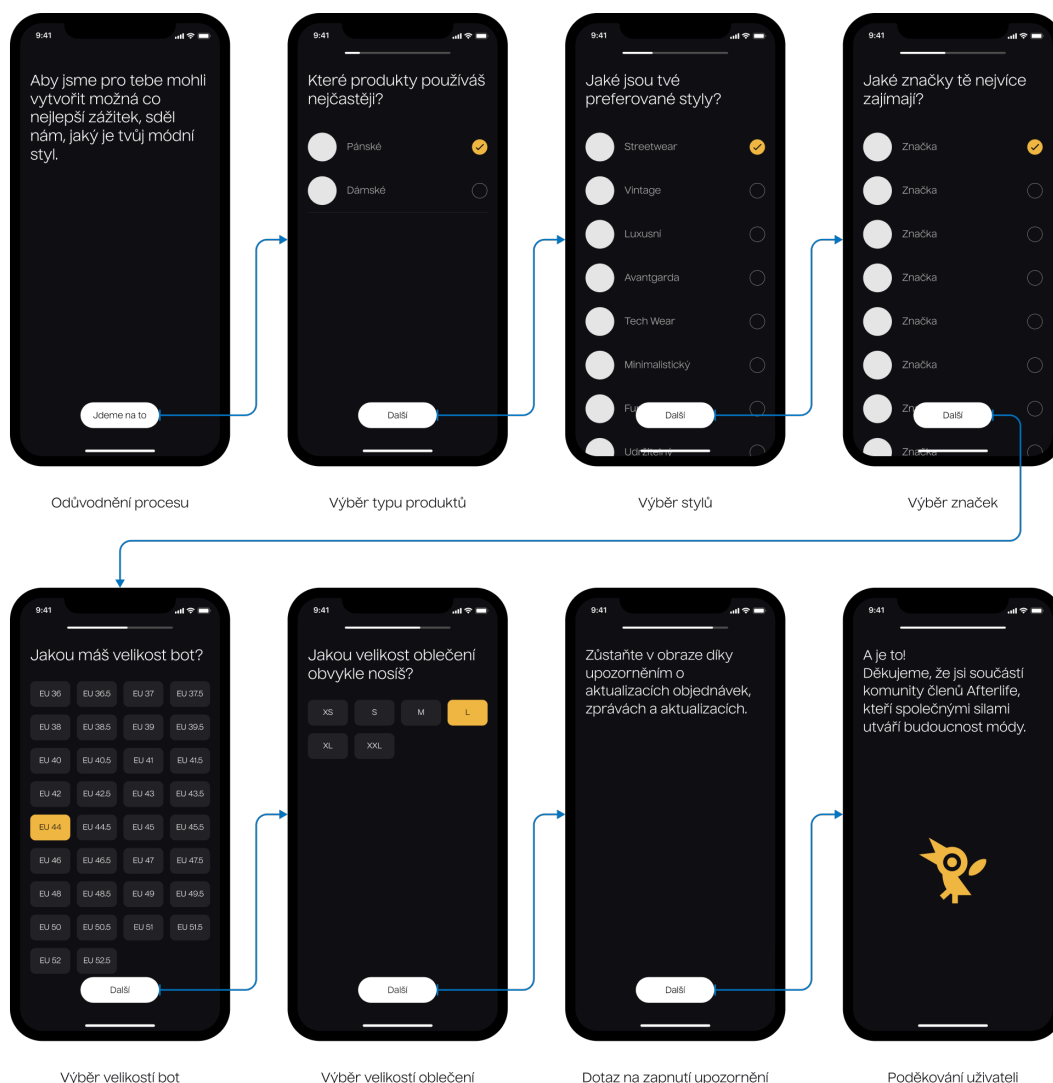 9:41
Aby jsme pro tebe mohli
vytvořit možná co
nejlepší zážitek, sděl
nám, jaký je tvůj módní
styl.
Jdeme na to
Odůvodnění procesu
9:41
Které produkty používáš
nejčastěji?
Pánské
Dámské
Další
Výběr typu produktů
9:41
Jaké jsou tvé
preferované styly?
Streetwear
Vintage
Luxusní
Avantgarda
Tech Wear
Minimalistický
Další
Udržitelný
Výběr stylů
9:41
Jaké značky tě nejvíce
zajímají?
Značka
Značka
Značka
Značka
Značka
Značka
Další
Značka
Výběr značek
9:41
Jakou máš velikost bot?
EU 36 EU 36.5 EU 37 EU 37.5
EU 38 EU 38.5 EU 39 EU 39.5
EU 40 EU 40.5 EU 41 EU 41.5
EU 42 EU 42.5 EU 43 EU 43.5
EU 44 EU 44.5 EU 45 EU 45.5
EU 46 EU 46.5 EU 47 EU 47.5
EU 48 EU 48.5 EU 49 EU 49.5
EU 50 EU 50.5 EU 51 EU 51.5
EU 52 EU 52.5
Další
Výběr velikostí bot
9:41
Jakou velikost oblečení
obvykle nosíš?
XS S M L
XL XXL
Další
Výběr velikostí oblečení
9:41
Zůstaňte v obraze díky
upozorněním o
aktualizacích objednávek,
zprávách a aktualizacích.
Další
Dotaz na zapnutí upozornění
9:41
A je to!
Děkujeme, že jsi součástí
komunity členů Afterlife,
kteří společnými silami
utváří budoucnost módy.
Poděkování uživateli